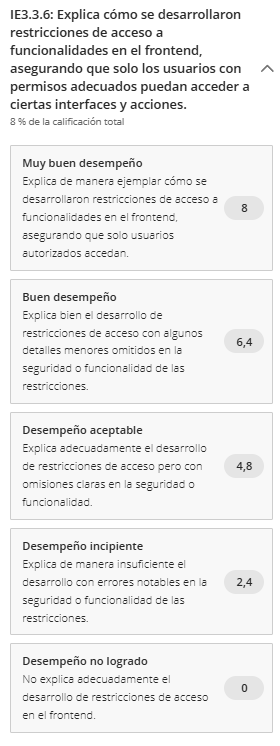 IE3.3.6: Explica cómo se desarrollaron
restricciones de acceso a
funcionalidades en el frontend,
asegurando que solo los usuarios con
permisos adecuados puedan acceder a
ciertas interfaces y acciones.
8 % de la calificación total
Muy buen desempeño
Explica de manera ejemplar cómo se
desarrollaron restricciones de acceso a
funcionalidades en el frontend,
asegurando que solo usuarios
autorizados accedan.
8
Buen desempeño
Explica bien el desarrollo de
restricciones de acceso con algunos
detalles menores omitidos en la
seguridad o funcionalidad de las
restricciones.
6,4
Desempeño aceptable
Explica adecuadamente el desarrollo
de restricciones de acceso pero con
omisiones claras en la seguridad o
funcionalidad.
4,8
Desempeño incipiente
Explica de manera insuficiente el
desarrollo con errores notables en la
seguridad o funcionalidad de las
restricciones.
2,4
Desempeño no logrado
No explica adecuadamente el
desarrollo de restricciones de acceso
en el frontend.
0